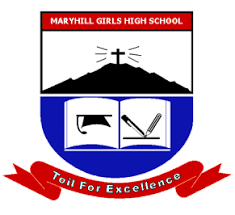 MARYHILL GIRLS HIGH SCHOOL
Toil For Excellence